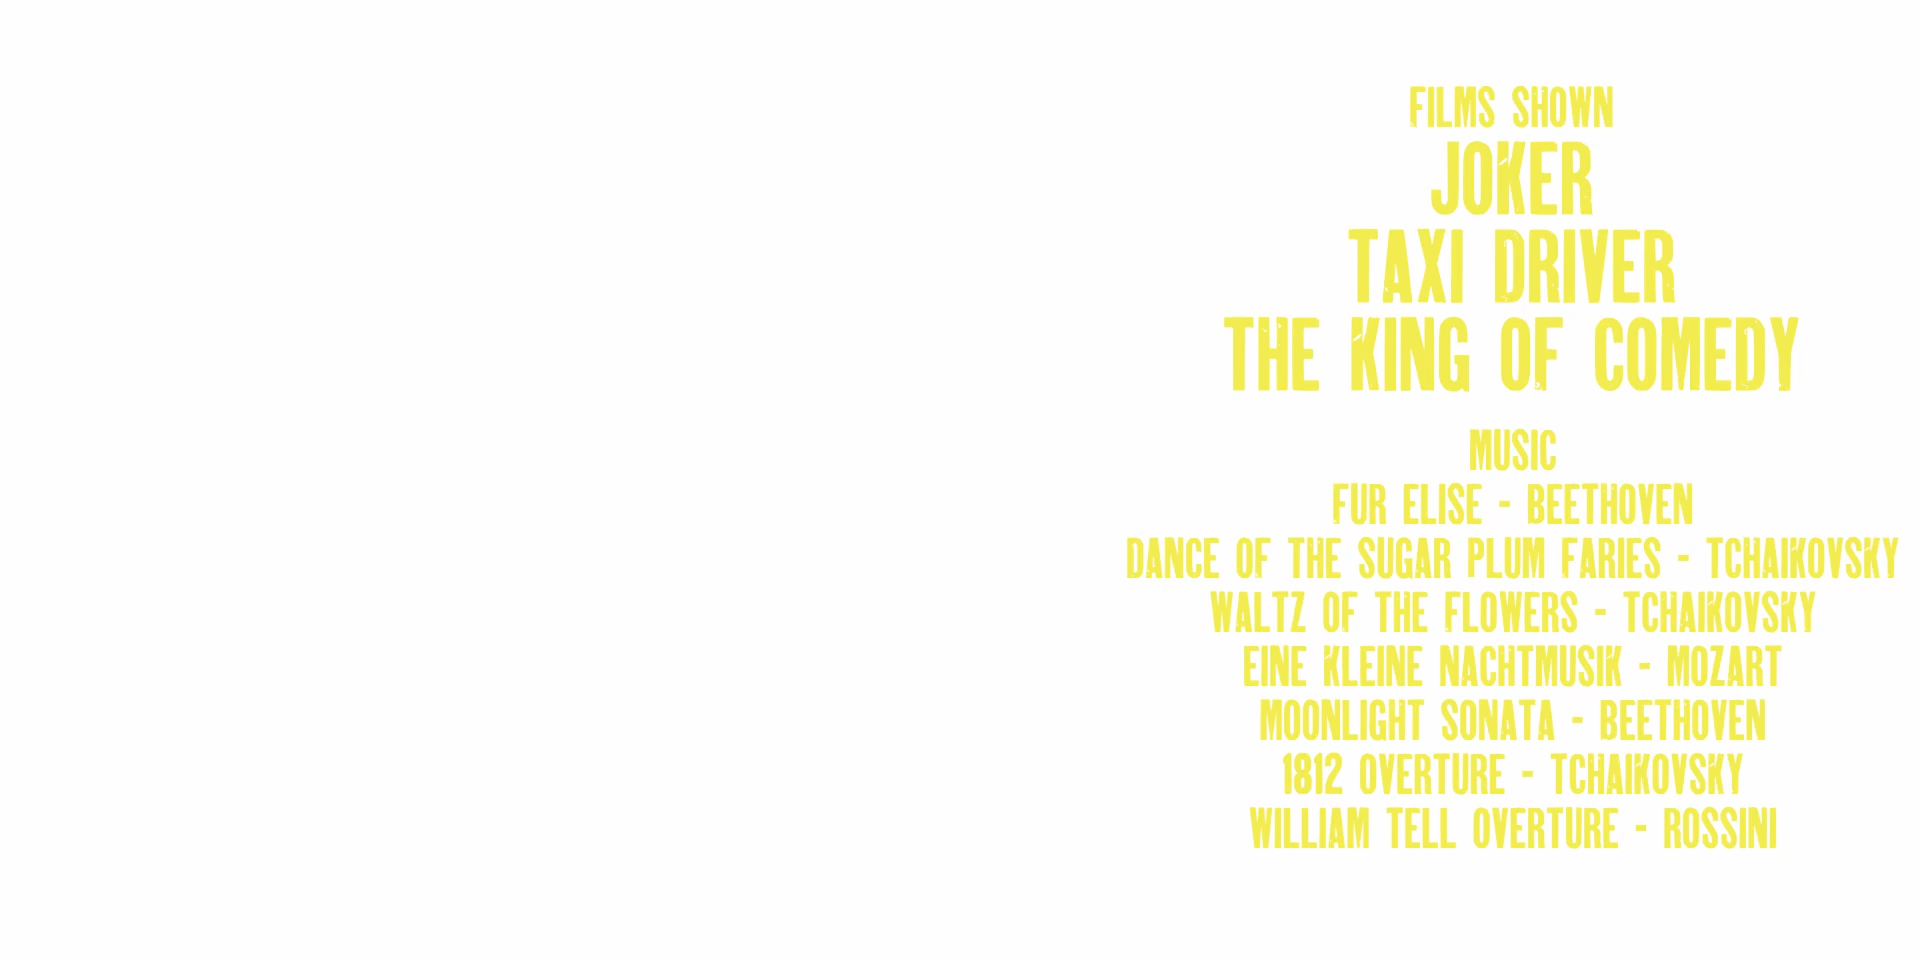 FILMS SHOWN
JOKER
TAXI DRIVER
THE KING OF COMEDY
MUSIC
FUR ELISE - BEETHOVEN
DANCE OF THE SUGAR PLUM FARIES - TCHAIKOVSKY
WALTZ OF THE FLOWERS - TCHAIKOVSKY
EINE KLEINE NACHTMUSIK - MOZART
MOONLIGHT SONATA - BEETHOVEN
1812 OVERTURE - TCHAIKOVSKY
WILLIAM TELL OVERTURE - ROSSINI